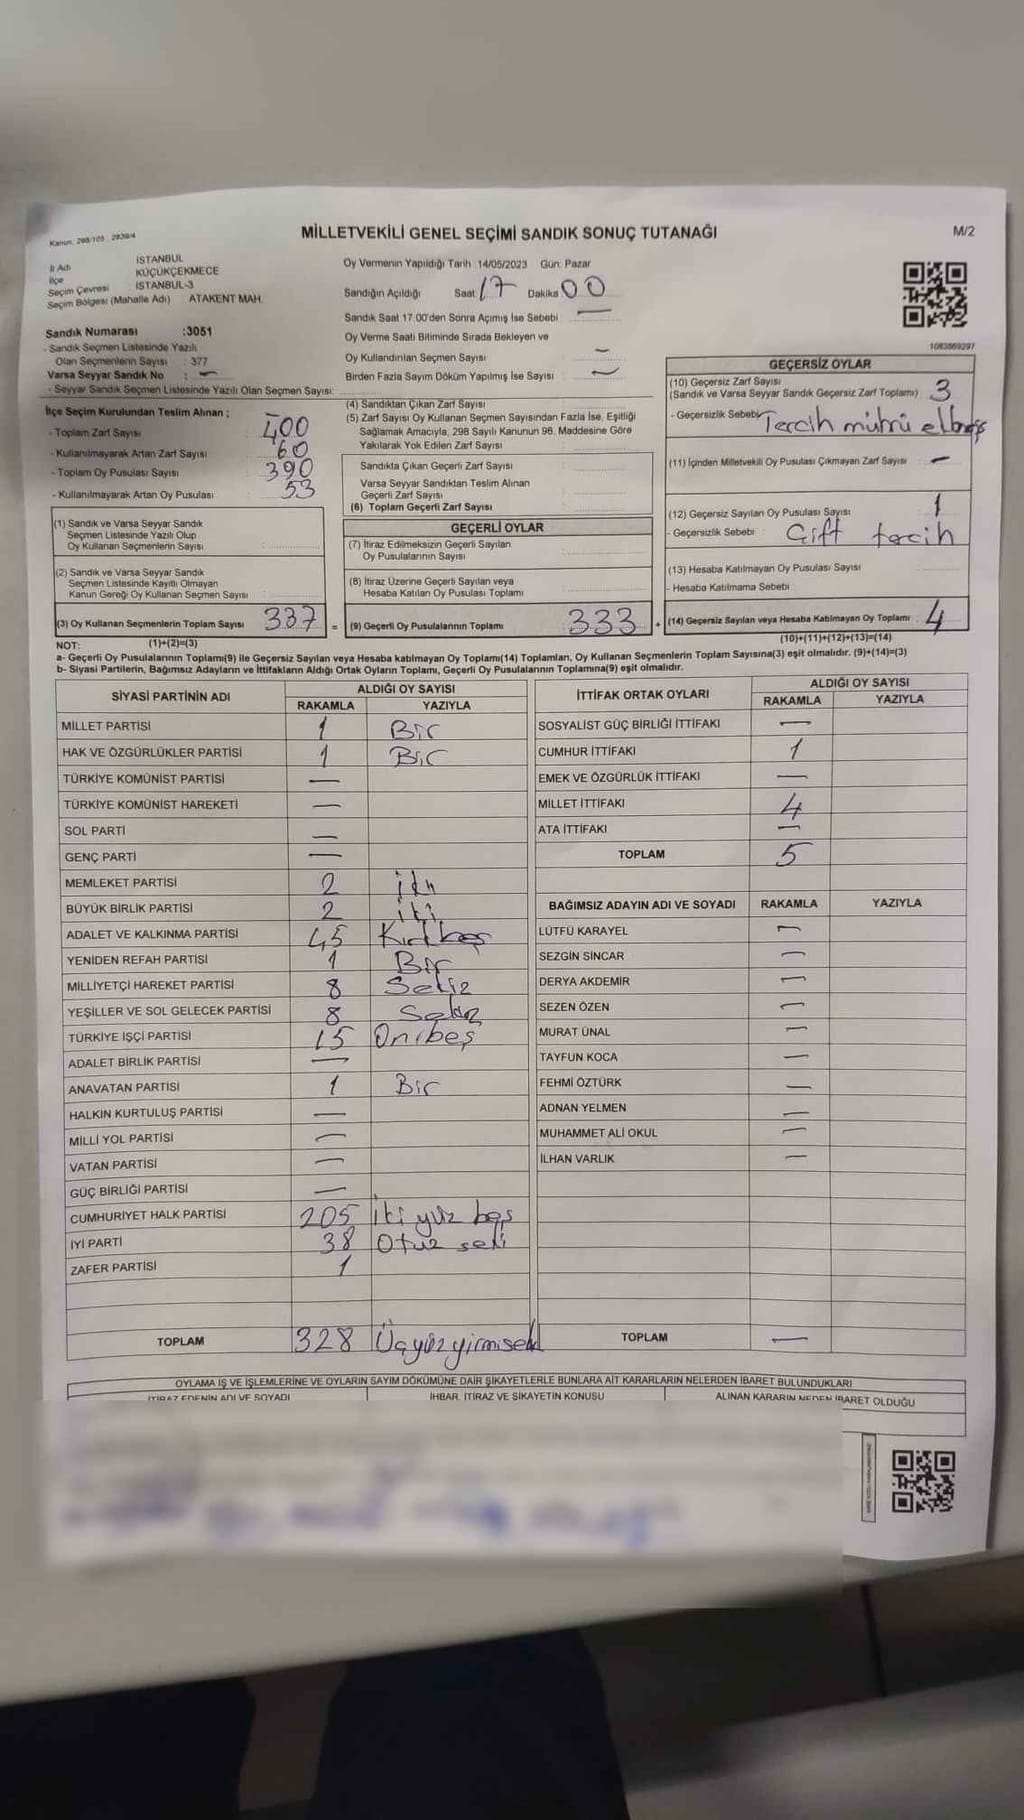 Kanun: 298/105 , 2839/4
MİLLETVEKİLİ GENEL SEÇİMİ SANDIK SONUÇ TUTANAĞI
M/2
İl Adı : İSTANBUL
İlçe : KÜÇÜKÇEKMECE
Seçim Çevresi : İSTANBUL-3
Seçim Bölgesi (Mahalle Adı) : ATAKENT MAH.
Sandık Numarası :3051
- Sandık Seçmen Listesinde Yazılı
Olan Seçmenlerin Sayısı : 377
Varsa Seyyar Sandık No : —
- Seyyar Sandık Seçmen Listesinde Yazılı Olan Seçmen Sayısı:
Oy Vermenin Yapıldığı Tarih :14/05/2023 Gün: Pazar
Sandığın Açıldığı Saat 17 Dakika 00
Sandık Saat 17:00'den Sonra Açımış İse Sebebi : —
Oy Verme Saati Bitiminde Sırada Bekleyen ve
Oy Kullandırılan Seçmen Sayısı : —
Birden Fazla Sayım Döküm Yapılmış İse Sayısı : —
1083869297
İlçe Seçim Kurulundan Teslim Alınan ;
- Toplam Zarf Sayısı : 400
- Kullanılmayarak Artan Zarf Sayısı : 60
- Toplam Oy Pusulası Sayısı : 390
- Kullanılmayarak Artan Oy Pusulası : 53
(1) Sandık ve Varsa Seyyar Sandık
Seçmen Listesinde Yazılı Olup
Oy Kullanan Seçmenlerin Sayısı :
(2) Sandık ve Varsa Seyyar Sandık
Seçmen Listesinde Kayıtlı Olmayan
Kanun Gereği Oy Kullanan Seçmen Sayısı :
(3) Oy Kullanan Seçmenlerin Toplam Sayısı : 337 =
(1)+(2)=(3)
(4) Sandıktan Çıkan Zarf Sayısı :
(5) Zarf Sayısı Oy Kullanan Seçmen Sayısından Fazla İse, Eşitliği
Sağlamak Amacıyla, 298 Sayılı Kanunun 98. Maddesine Göre
Yakılarak Yok Edilen Zarf Sayısı :
Sandıkta Çıkan Geçerli Zarf Sayısı :
Varsa Seyyar Sandıktan Teslim Alınan
Geçerli Zarf Sayısı :
(6) Toplam Geçerli Zarf Sayısı :
GEÇERLİ OYLAR
(7) İtiraz Edilmeksizin Geçerli Sayılan
Oy Pusulalarının Sayısı :
(8) İtiraz Üzerine Geçerli Sayılan veya
Hesaba Katılan Oy Pusulası Toplamı :
(9) Geçerli Oy Pusulalarının Toplamı : 333 +
GEÇERSİZ OYLAR
(10) Geçersiz Zarf Sayısı
(Sandık ve Varsa Seyyar Sandık Geçersiz Zarf Toplamı) : 3
- Geçersizlik Sebebi: Tercih mührü
(11) İçinden Milletvekili Oy Pusulası Çıkmayan Zarf Sayısı : —
(12) Geçersiz Sayılan Oy Pusulası Sayısı : 1
- Geçersizlik Sebebi : Çift tercih
(13) Hesaba Katılmayan Oy Pusulası Sayısı :
- Hesaba Katılmama Sebebi :
(14) Geçersiz Sayılan veya Hesaba Katılmayan Oy Toplamı : 4
(10)+(11)+(12)+(13)=(14)
NOT:
a- Geçerli Oy Pusulalarının Toplamı(9) ile Geçersiz Sayılan veya Hesaba katılmayan Oy Toplamı(14) Toplamları, Oy Kullanan Seçmenlerin Toplam Sayısına(3) eşit olmalıdır. (9)+(14)=(3)
b- Siyasi Partilerin, Bağımsız Adayların ve İttifakların Aldığı Ortak Oyların Toplamı, Geçerli Oy Pusulalarının Toplamına(9) eşit olmalıdır.
SİYASİ PARTİNİN ADI ALDIĞI OY SAYISI
RAKAMLA YAZIYLA
MİLLET PARTİSİ 1 Bir
HAK VE ÖZGÜRLÜKLER PARTİSİ 1 Bir
TÜRKİYE KOMÜNİST PARTİSİ —
TÜRKİYE KOMÜNİST HAREKETİ —
SOL PARTİ —
GENÇ PARTİ —
MEMLEKET PARTİSİ 2 iki
BÜYÜK BİRLİK PARTİSİ 2 iki
ADALET VE KALKINMA PARTİSİ 45 Kırkbeş
YENİDEN REFAH PARTİSİ 1 Bir
MİLLİYETÇİ HAREKET PARTİSİ 8 Sekiz
YEŞİLLER VE SOL GELECEK PARTİSİ 8 Sekiz
TÜRKİYE İŞÇİ PARTİSİ 15 Onbeş
ADALET BİRLİK PARTİSİ —
ANAVATAN PARTİSİ 1 Bir
HALKIN KURTULUŞ PARTİSİ —
MİLLİ YOL PARTİSİ —
VATAN PARTİSİ —
GÜÇ BİRLİĞİ PARTİSİ —
CUMHURİYET HALK PARTİSİ 205 İki yüz beş
İYİ PARTİ 38 Otuz seki
ZAFER PARTİSİ 1
TOPLAM 328 Üçyüzyirmisek
İTTİFAK ORTAK OYLARI ALDIĞI OY SAYISI
RAKAMLA YAZIYLA
SOSYALİST GÜÇ BİRLİĞİ İTTİFAKI —
CUMHUR İTTİFAKI 1
EMEK VE ÖZGÜRLÜK İTTİFAKI —
MİLLET İTTİFAKI 4
ATA İTTİFAKI —
TOPLAM 5
BAĞIMSIZ ADAYIN ADI VE SOYADI RAKAMLA YAZIYLA
LÜTFÜ KARAYEL —
SEZGİN SİNCAR —
DERYA AKDEMİR —
SEZEN ÖZEN —
MURAT ÜNAL —
TAYFUN KOCA —
FEHMİ ÖZTÜRK —
ADNAN YELMEN —
MUHAMMET ALİ OKUL —
İLHAN VARLIK —
TOPLAM —
OYLAMA İŞ VE İŞLEMLERİNE VE OYLARIN SAYIM DÖKÜMÜNE DAİR ŞİKAYETLERLE BUNLARA AİT KARARLARIN NELERDEN İBARET BULUNDUKLARI
İTİRAZ EDENİN ADI VE SOYADI İHBAR, İTİRAZ VE ŞİKAYETİN KONUSU ALINAN KARARIN NEDEN İBARET OLDUĞU